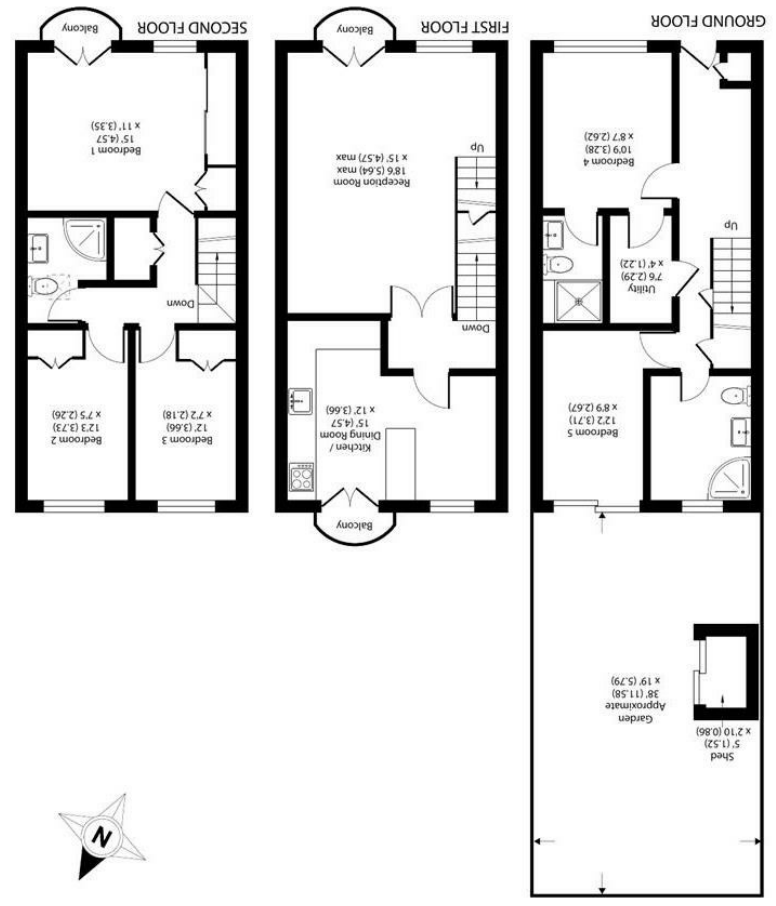 Shed
5' (1.52)
x 2'10 (0.86)
Garden
Approximate
38' (11.58)
x 19' (5.79)
Bedroom 5
12'2 (3.71)
x 8'9 (2.67)
Utility
7'6 (2.29)
x 4' (1.22)
Up
Bedroom 4
10'9 (3.28)
x 8'7 (2.62)
GROUND FLOOR
Balcony
Kitchen /
Dining Room
15' (4.57)
x 12' (3.66)
Down
Reception Room
18'6 (5.64) max
x 15' (4.57) max
Up
Balcony
FIRST FLOOR
Bedroom 3
12' (3.66)
x 7'2 (2.18)
Bedroom 2
12'3 (3.73)
x 7'5 (2.26)
Down
Bedroom 1
15' (4.57)
x 11' (3.35)
Balcony
SECOND FLOOR
N